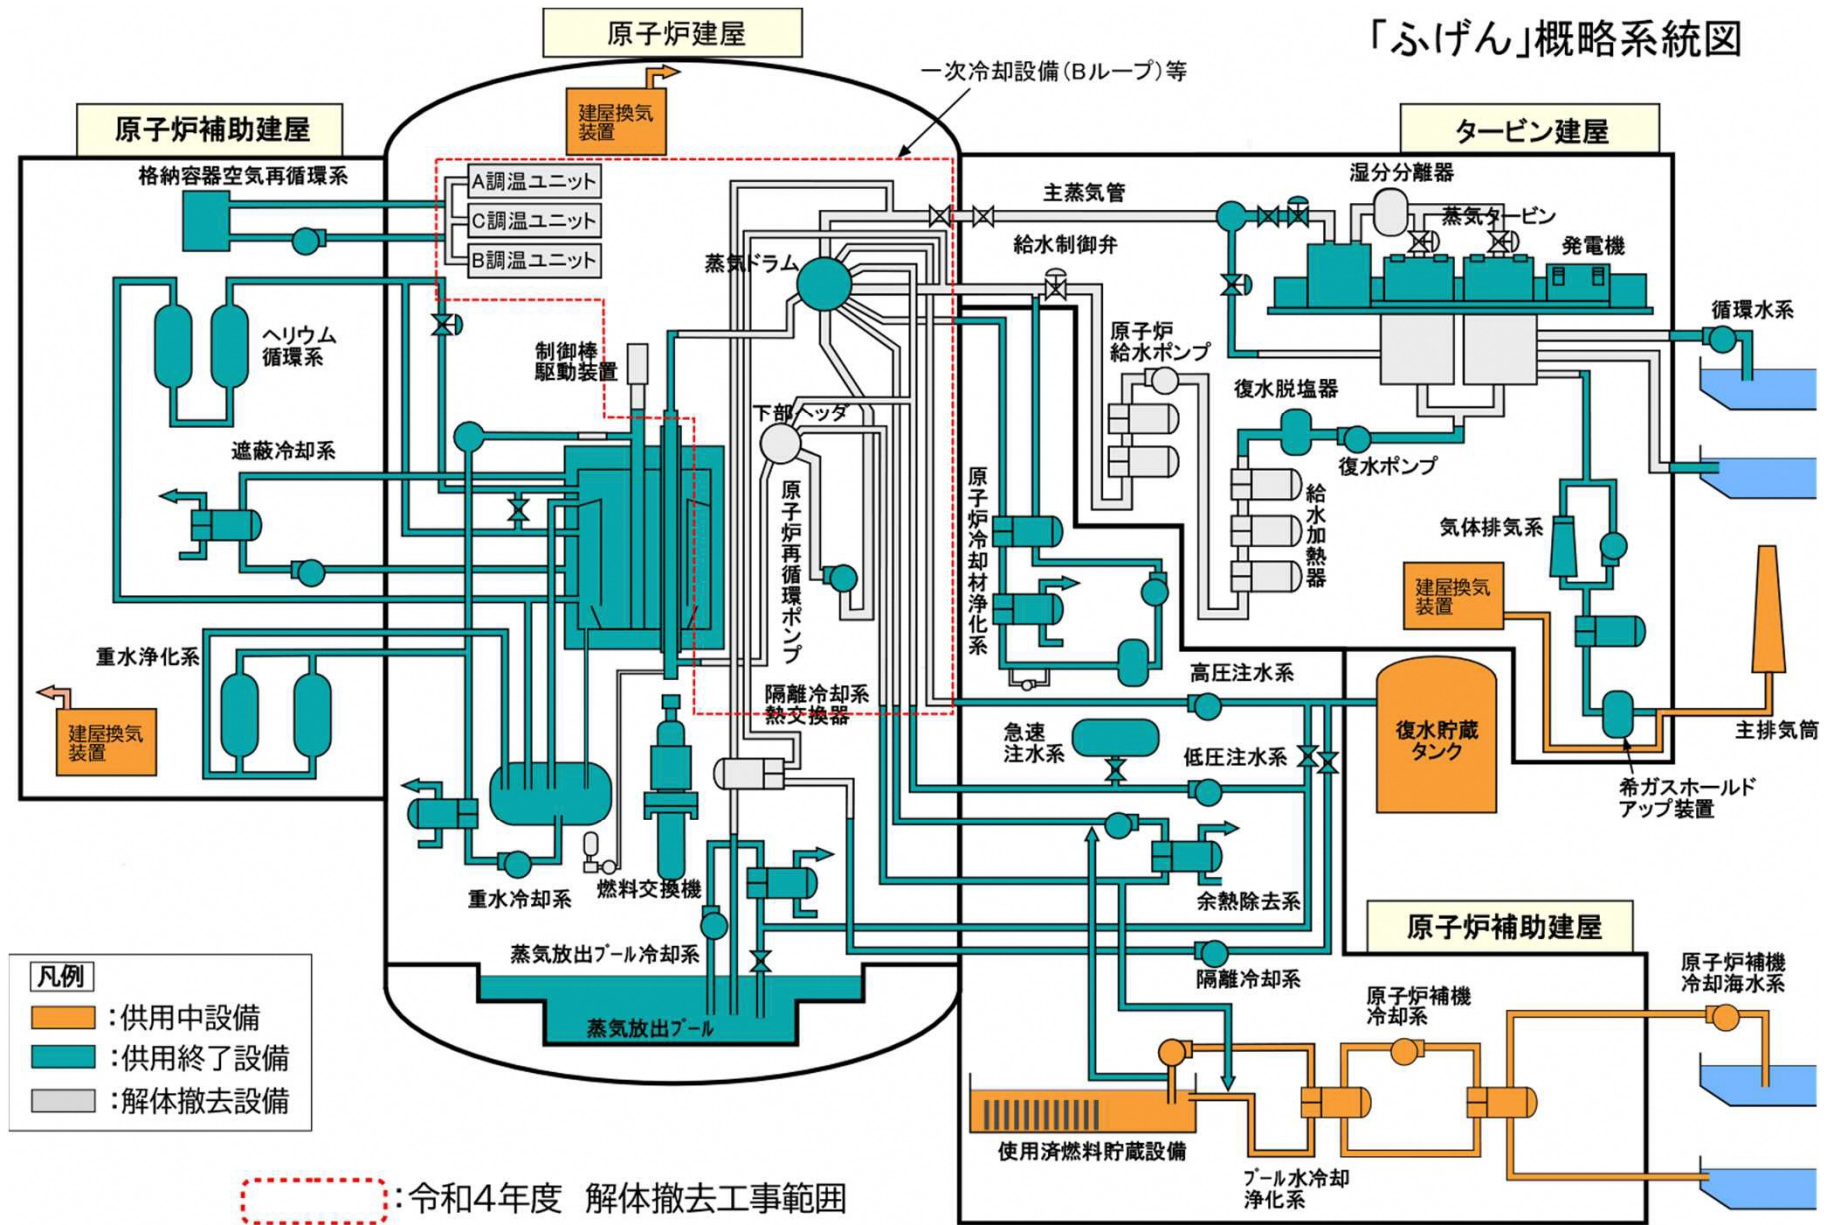 「ふげん」概略系統図
原子炉建屋
一次冷却設備(Bループ)等
建屋換気
装置
原子炉補助建屋
タービン建屋
格納容器空気再循環系
A調温ユニット
C調温ユニット
B調温ユニット
主蒸気管
湿分分離器
蒸気タービン
発電機
給水制御弁
蒸気ドラム
循環水系
ヘリウム
循環系
制御棒
駆動装置
原子炉
給水ポンプ
復水脱塩器
下部ヘッダ
復水ポンプ
遮蔽冷却系
原子炉再循環ポンプ
原子炉冷却材浄化系
給水加熱器
気体排気系
建屋換気
装置
重水浄化系
高圧注水系
隔離冷却系
熱交換器
建屋換気
装置
急速
注水系
低圧注水系
復水貯蔵
タンク
主排気筒
希ガスホールド
アップ装置
重水冷却系
燃料交換機
余熱除去系
蒸気放出プール冷却系
隔離冷却系
原子炉補助建屋
蒸気放出プール
原子炉補機
冷却系
原子炉補機
冷却海水系
使用済燃料貯蔵設備
プール水冷却
浄化系
凡例
:供用中設備
:供用終了設備
:解体撤去設備
:令和4年度 解体撤去工事範囲